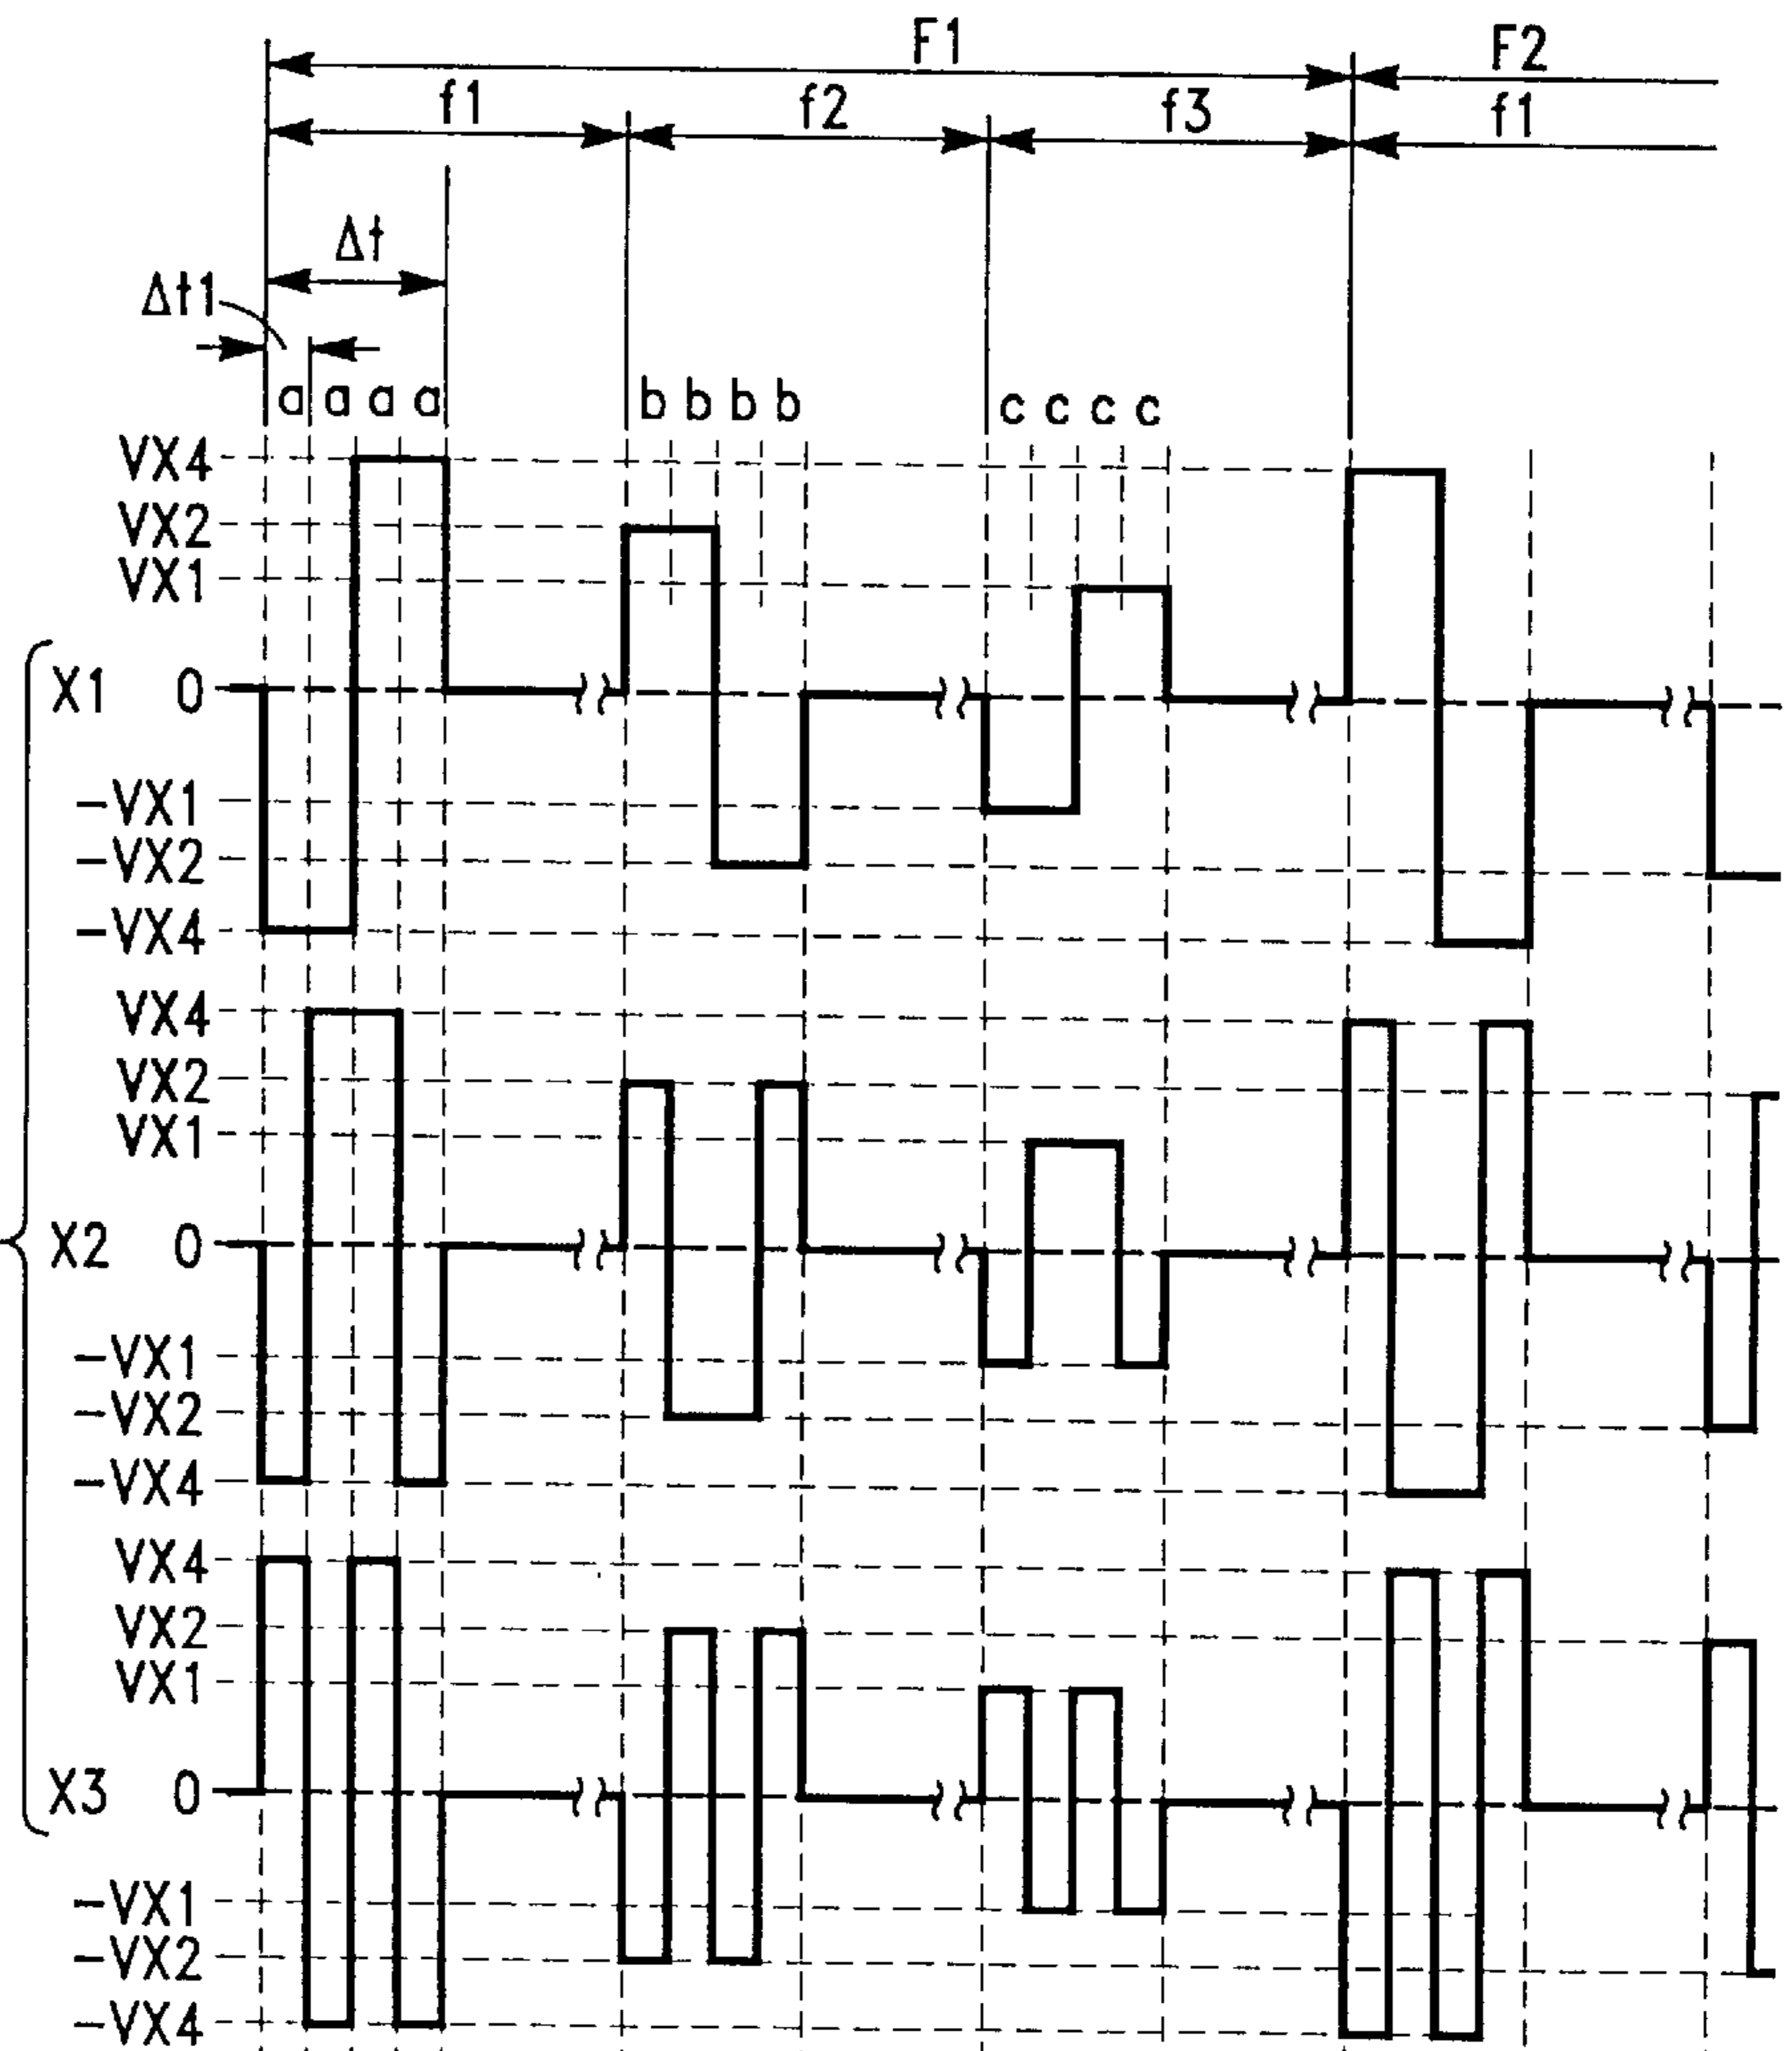 F1 F2
f1 f2 f3 f1
Δt
Δt1
a a a a b b b b c c c c
VX4
VX2
VX1
X1 0
-VX1
-VX2
-VX4
VX4
VX2
VX1
X2 0
-VX1
-VX2
-VX4
VX4
VX2
VX1
X3 0
-VX1
-VX2
-VX4